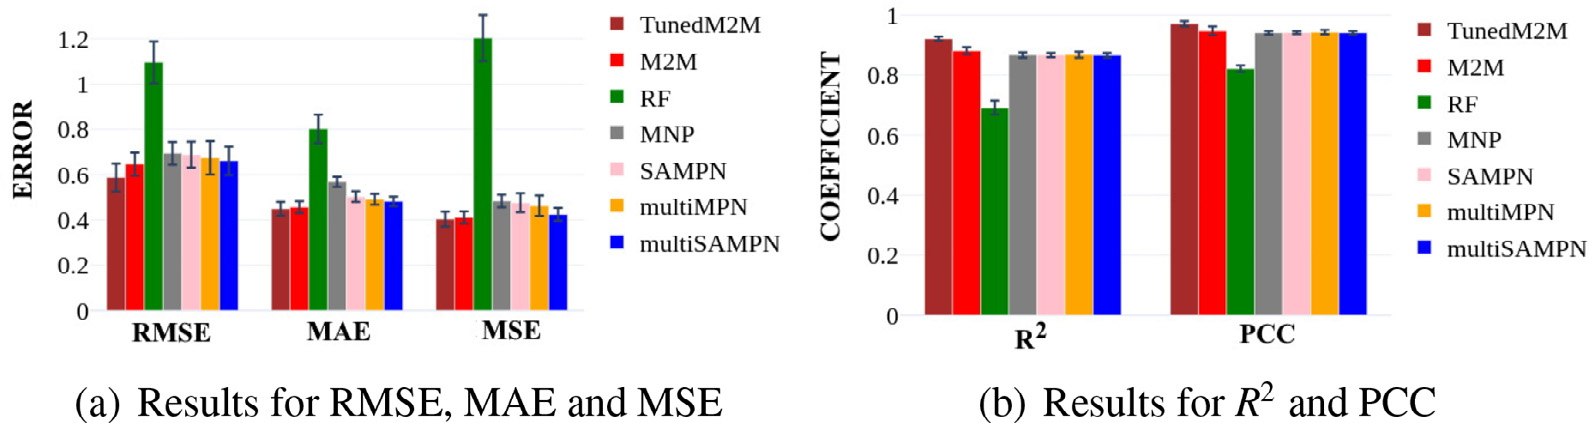 ERROR
1.2
1
0.8
0.6
0.4
0.2
0
RMSE MAE MSE
TunedM2M
M2M
RF
MNP
SAMPN
multiMPN
multiSAMPN
(a) Results for RMSE, MAE and MSE
COEFFICIENT
1
0.8
0.6
0.4
0.2
0
R² PCC
TunedM2M
M2M
RF
MNP
SAMPN
multiMPN
multiSAMPN
(b) Results for R² and PCC